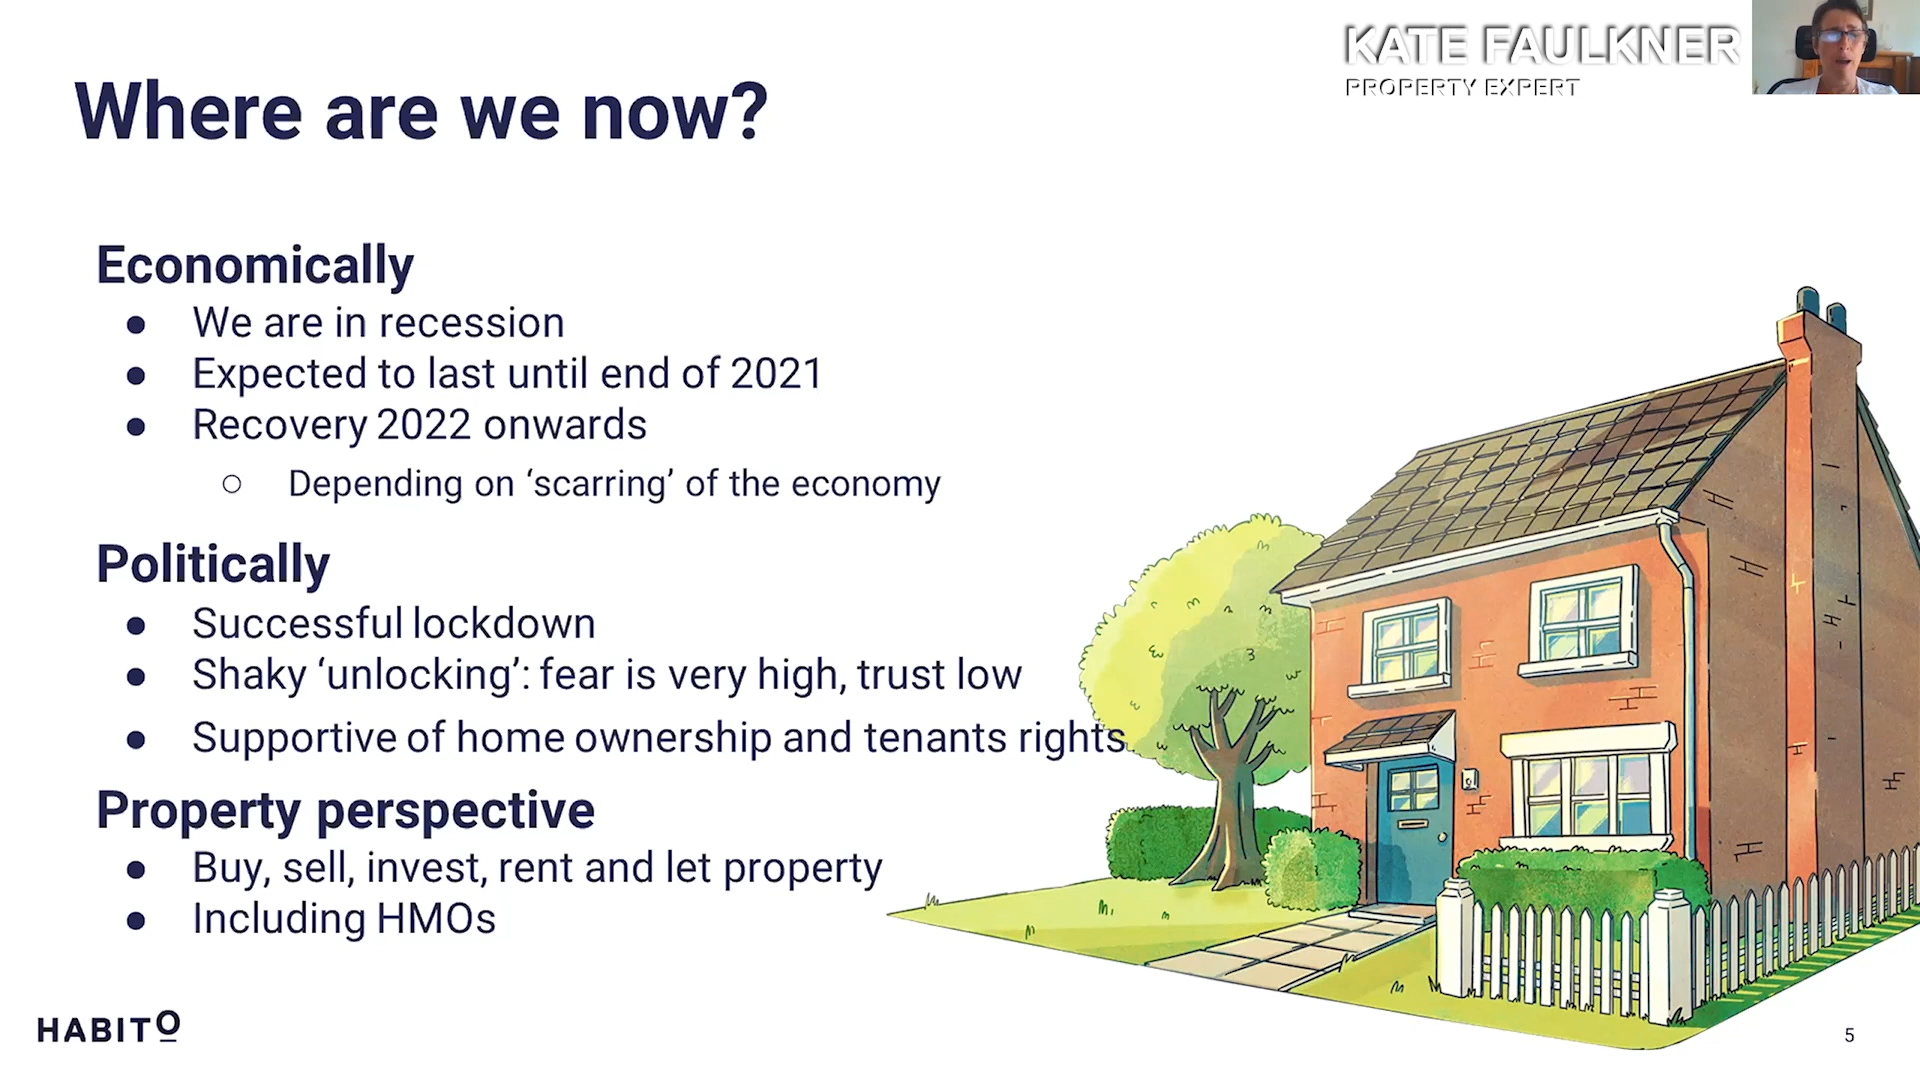 KATE FAULKNER
PROPERTY EXPERT
Where are we now?
Economically
● We are in recession
● Expected to last until end of 2021
● Recovery 2022 onwards
○ Depending on ‘scarring’ of the economy
Politically
● Successful lockdown
● Shaky ‘unlocking’: fear is very high, trust low
● Supportive of home ownership and tenants rights
Property perspective
● Buy, sell, invest, rent and let property
● Including HMOs
HABITO
5